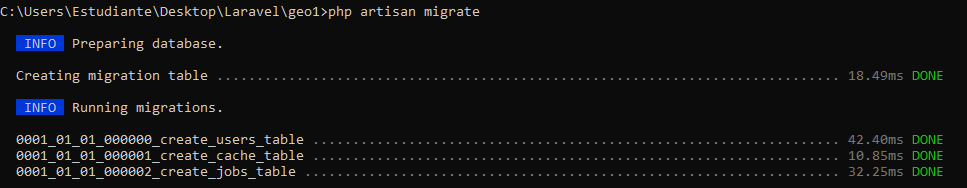 C:\Users\Estudiante\Desktop\Laravel\geo1>php artisan migrate
INFO Preparing database.
Creating migration table .............................................................................. 18.49ms DONE
INFO Running migrations.
0001_01_01_000000_create_users_table .................................................................. 42.40ms DONE
0001_01_01_000001_create_cache_table .................................................................. 10.85ms DONE
0001_01_01_000002_create_jobs_table ................................................................... 32.25ms DONE